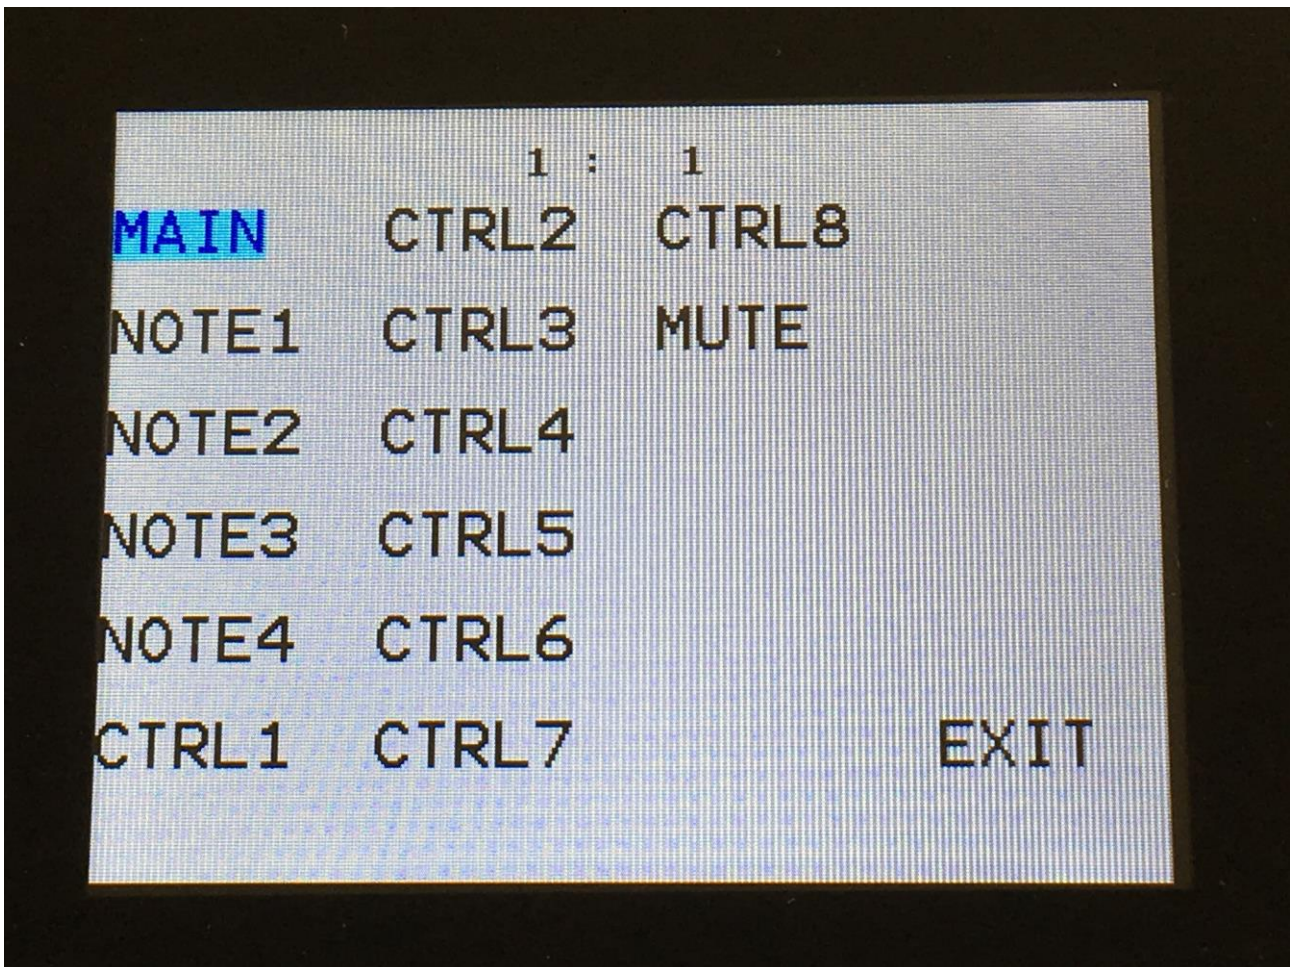 1 : 1
MAIN CTRL2 CTRL8
NOTE1 CTRL3 MUTE
NOTE2 CTRL4
NOTE3 CTRL5
NOTE4 CTRL6
CTRL1 CTRL7 EXIT